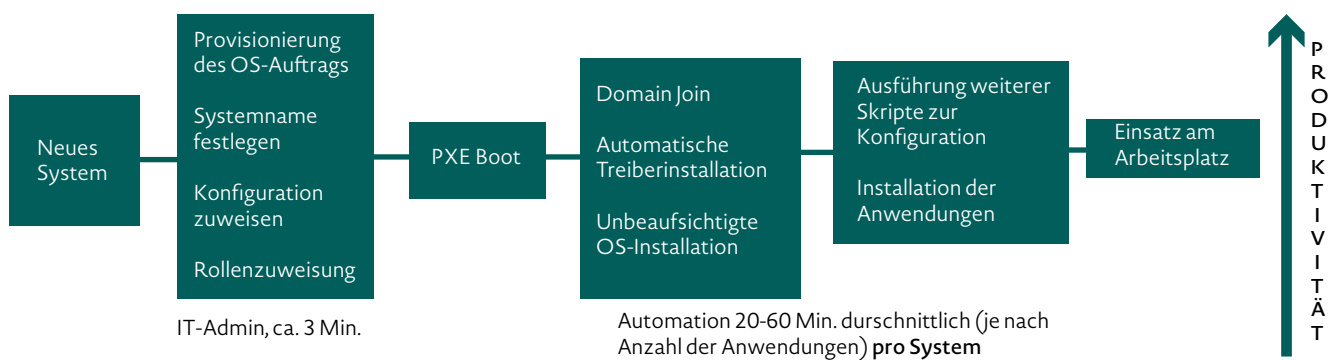 Neues
System
Provisionierung
des OS-Auftrags
Systemname
festlegen
Konfiguration
zuweisen
Rollenzuweisung
IT-Admin, ca. 3 Min.
PXE Boot
Domain Join
Automatische
Treiberinstallation
Unbeaufsichtigte
OS-Installation
Ausführung weiterer
Skripte zur
Konfiguration
Installation der
Anwendungen
Automation 20-60 Min. durschnittlich (je nach
Anzahl der Anwendungen) pro System
Einsatz am
Arbeitsplatz
PRODUKTIVITÄT